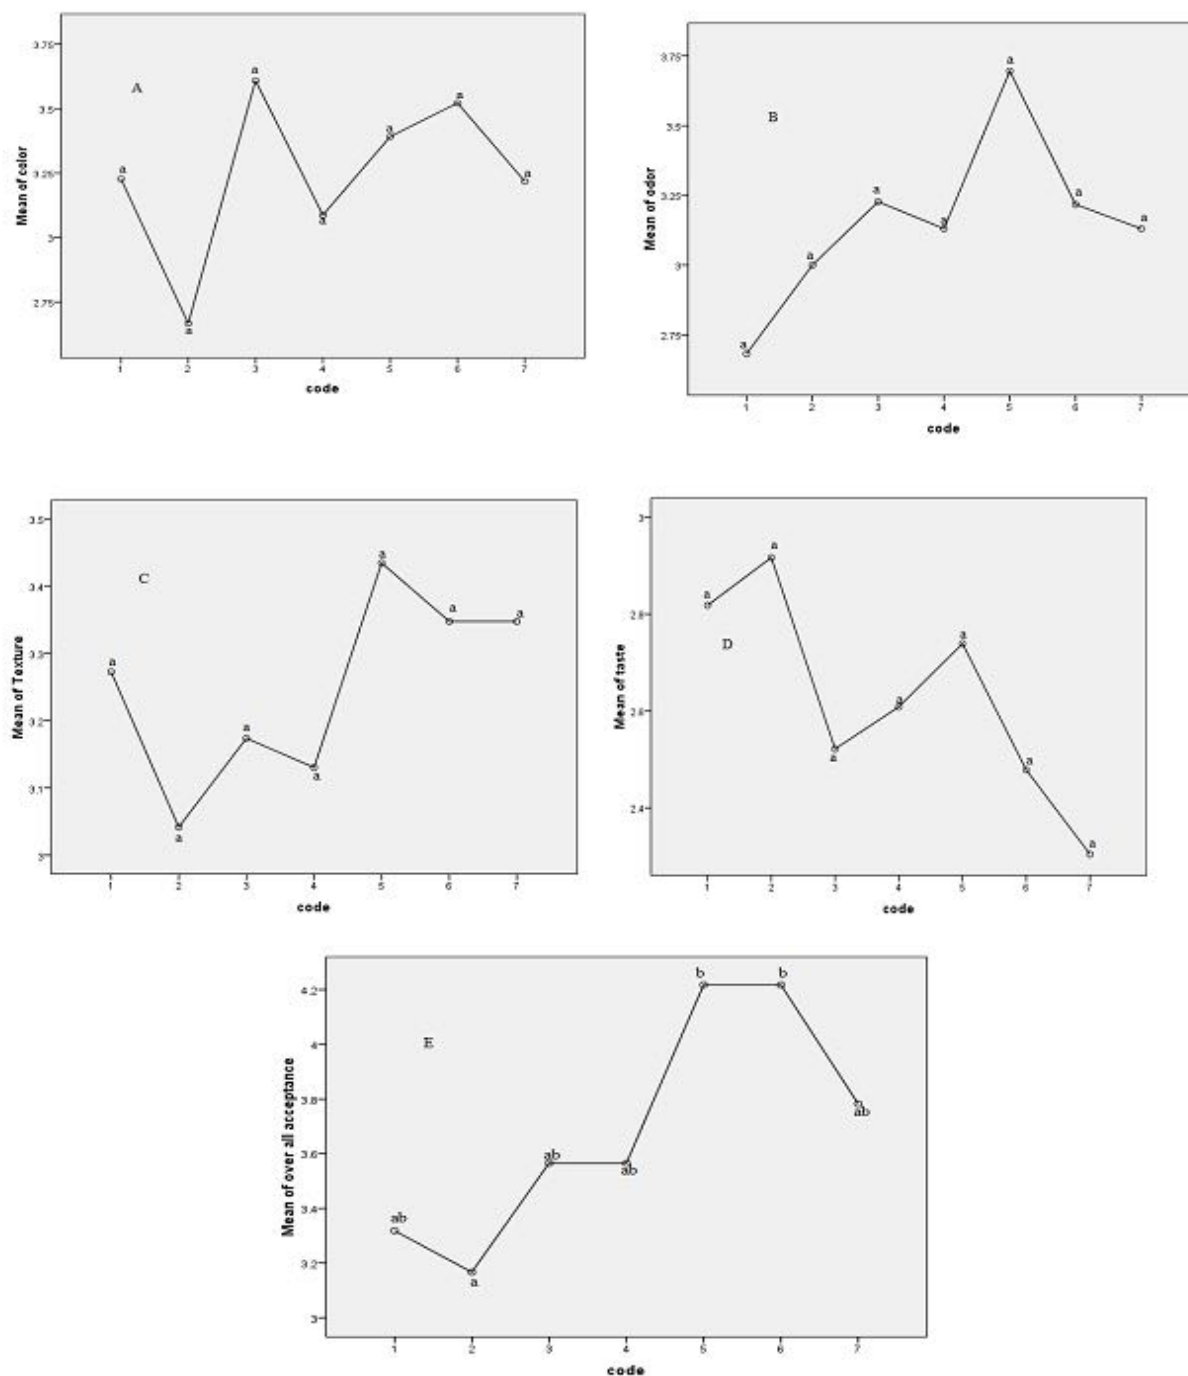 Mean of color
3.75
3.5
3.25
3
2.75
A
a
a
a
a
a
a
a
1 2 3 4 5 6 7
code
Mean of odor
3.75
3.5
3.25
3
2.75
B
a
a
a
a
a
a
a
1 2 3 4 5 6 7
code
Mean of Texture
3.5
3.4
3.3
3.2
3.1
3
C
a
a
a
a
a
a
a
1 2 3 4 5 6 7
code
Mean of taste
3
2.8
2.6
2.4
D
a
a
a
a
a
a
a
1 2 3 4 5 6 7
code
Mean of over all acceptance
4.2
4
3.8
3.6
3.4
3.2
3
E
ab
a
ab
ab
b
b
ab
1 2 3 4 5 6 7
code